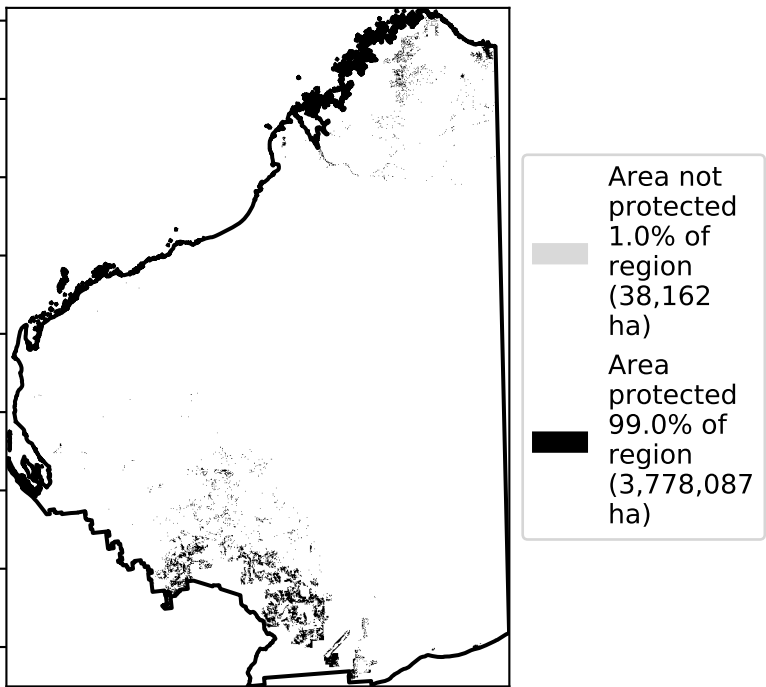 Area not
protected
1.0% of
region
(38,162
ha)
Area
protected
99.0% of
region
(3,778,087
ha)